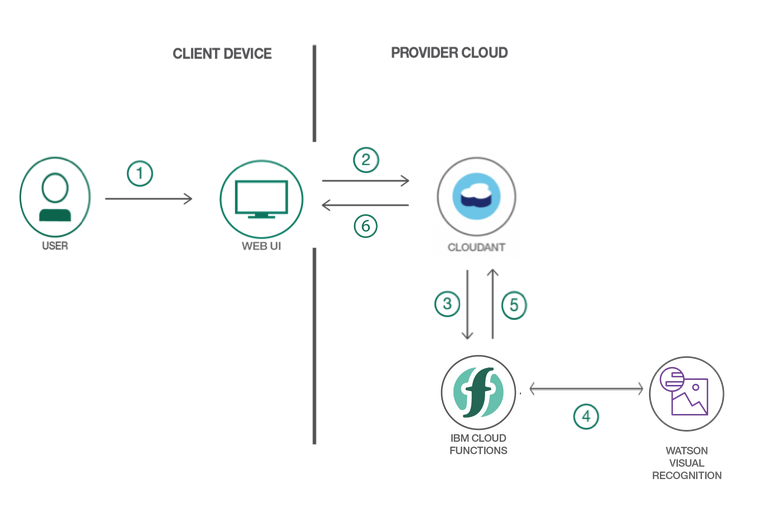 CLIENT DEVICE
PROVIDER CLOUD
1
2
6
USER
WEB UI
CLOUDANT
3
5
f
4
IBM CLOUD
FUNCTIONS
WATSON
VISUAL
RECOGNITION